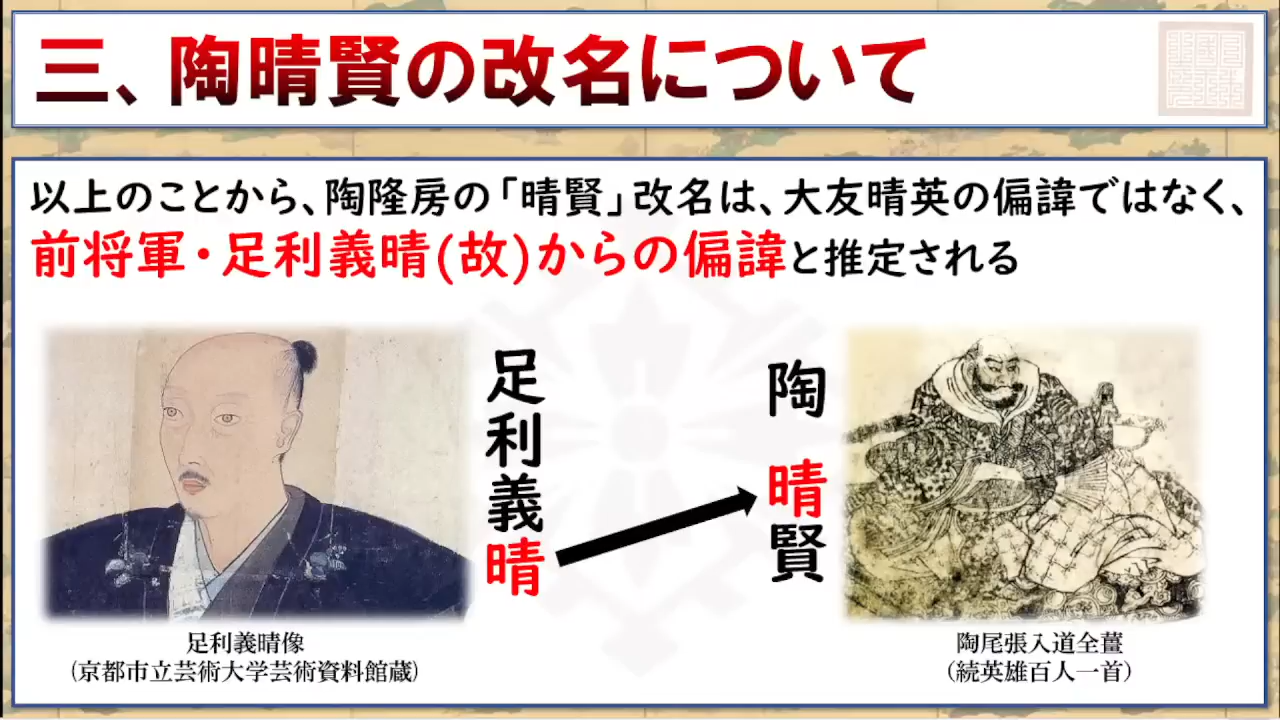 三、陶晴賢の改名について
以上のことから、陶隆房の「晴賢」改名は、大友晴英の偏諱ではなく、
前将軍・足利義晴(故)からの偏諱と推定される
足利義晴
陶晴賢
足利義晴像
(京都市立芸術大学芸術資料館蔵)
陶尾張入道全薑
(続英雄百人一首)